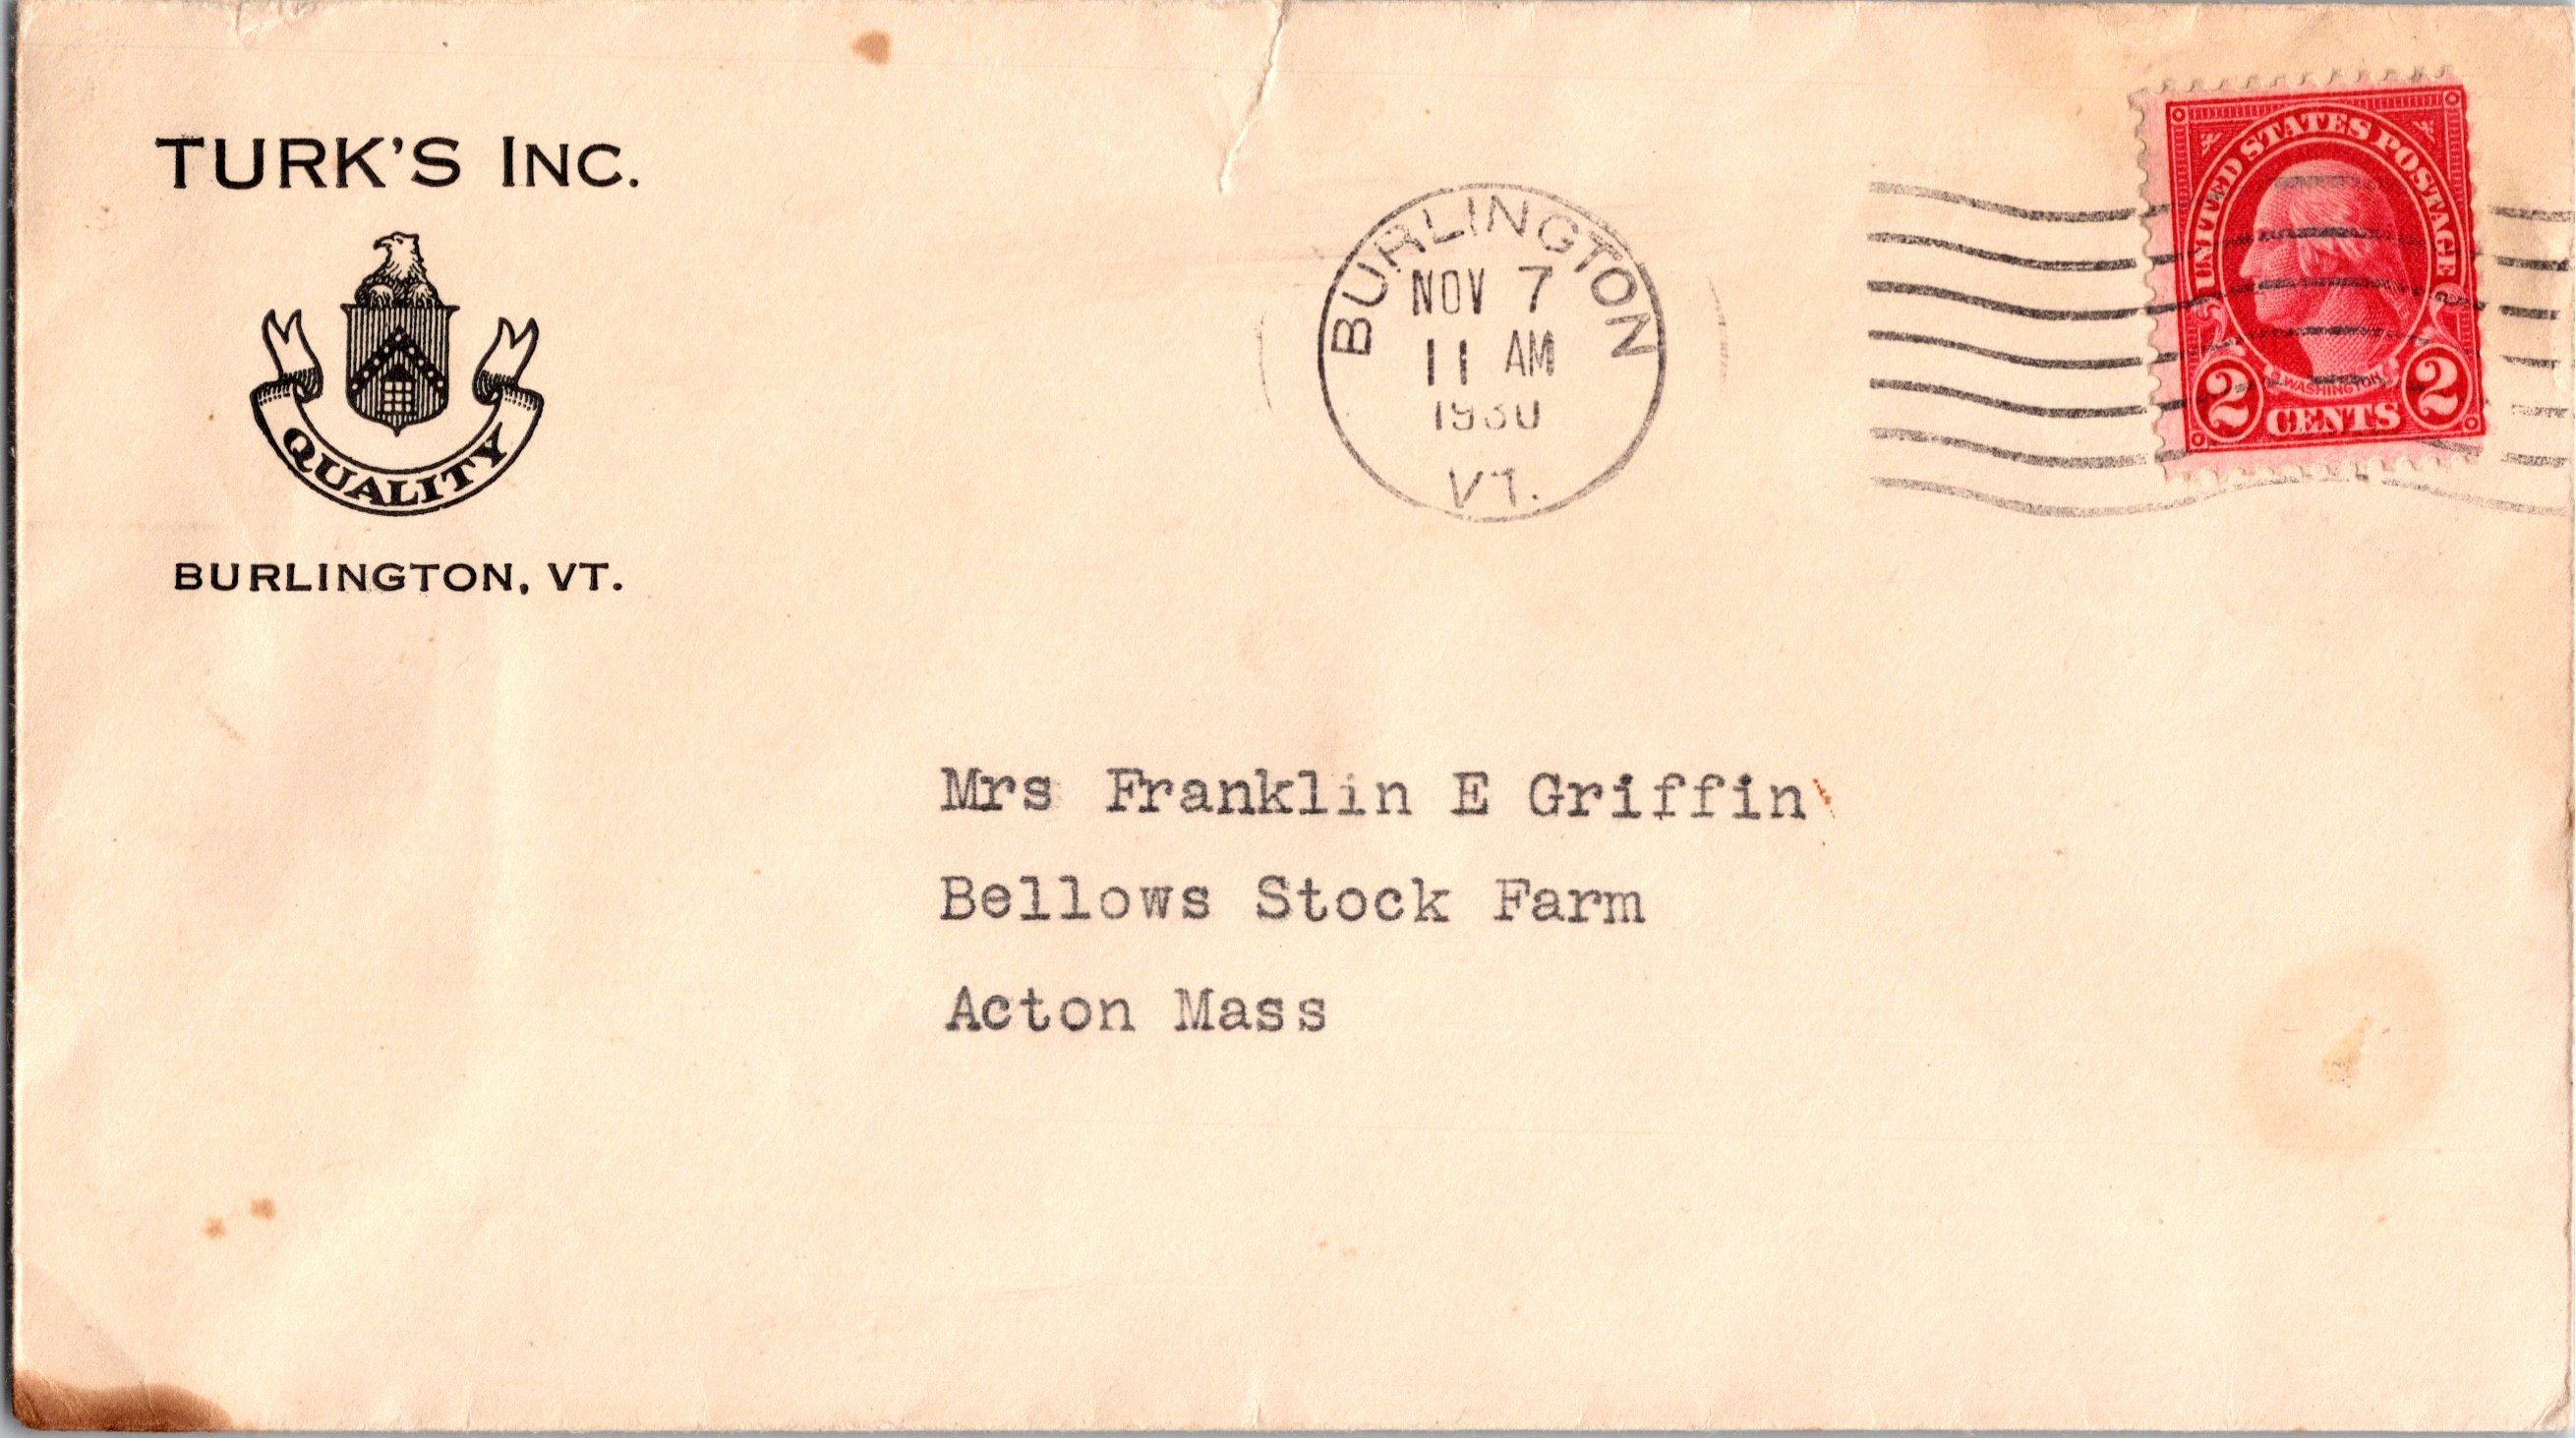 TURK'S INC.
QUALITY
BURLINGTON, VT.
BURLINGTON
NOV 7
11 AM
1930
VT.
UNITED STATES POSTAGE
G. WASHINGTON
2 CENTS 2
Mrs Franklin E Griffin
Bellows Stock Farm
Acton Mass